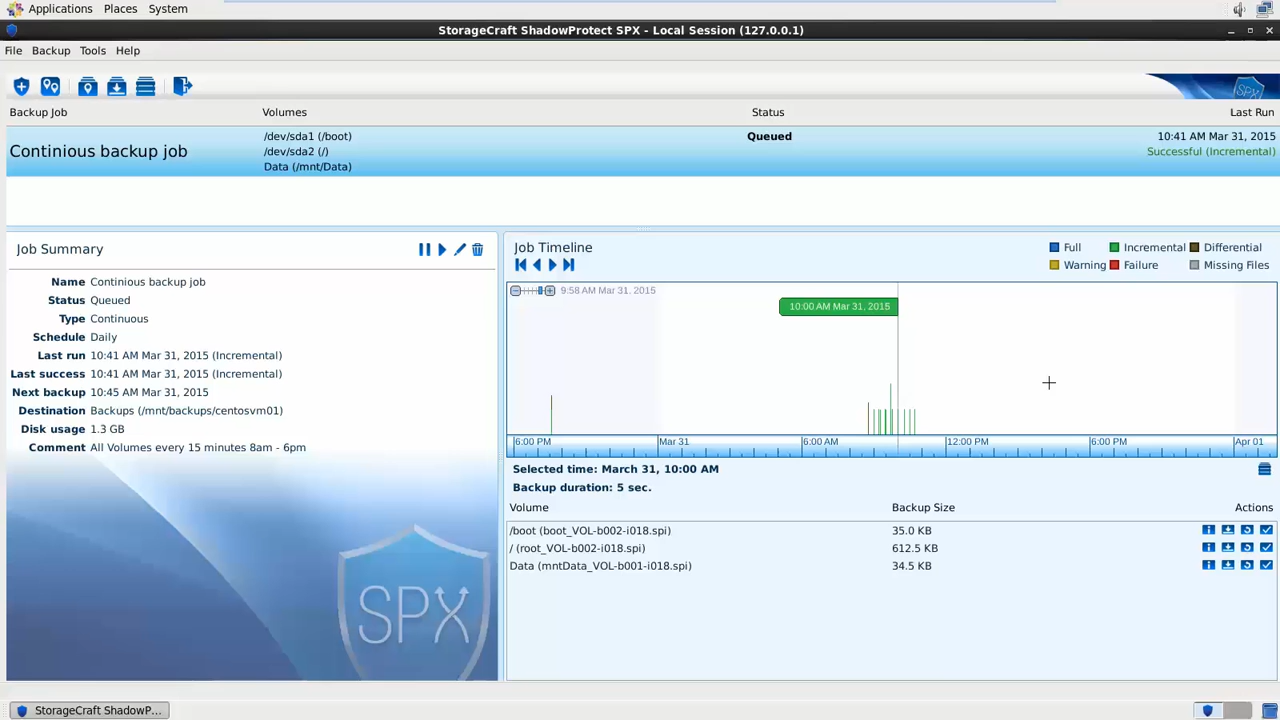 Applications Places System
StorageCraft ShadowProtect SPX - Local Session (127.0.0.1)
File Backup Tools Help
SPX
Backup Job Volumes Status Last Run
Continious backup job
/dev/sda1 (/boot)
/dev/sda2 (/)
Data (/mnt/Data)
Queued
10:41 AM Mar 31, 2015
Successful (Incremental)
Job Summary
Name Continious backup job
Status Queued
Type Continuous
Schedule Daily
Last run 10:41 AM Mar 31, 2015 (Incremental)
Last success 10:41 AM Mar 31, 2015 (Incremental)
Next backup 10:45 AM Mar 31, 2015
Destination Backups (/mnt/backups/centosvm01)
Disk usage 1.3 GB
Comment All Volumes every 15 minutes 8am - 6pm
SPX
Job Timeline
Full Incremental Differential
Warning Failure Missing Files
9:58 AM Mar 31, 2015
10:00 AM Mar 31, 2015
6:00 PM Mar 31 6:00 AM 12:00 PM 6:00 PM Apr 01
Selected time: March 31, 10:00 AM
Backup duration: 5 sec.
Volume Backup Size Actions
/boot (boot_VOL-b002-i018.spi) 35.0 KB
/ (root_VOL-b002-i018.spi) 612.5 KB
Data (mntData_VOL-b001-i018.spi) 34.5 KB
StorageCraft ShadowP...